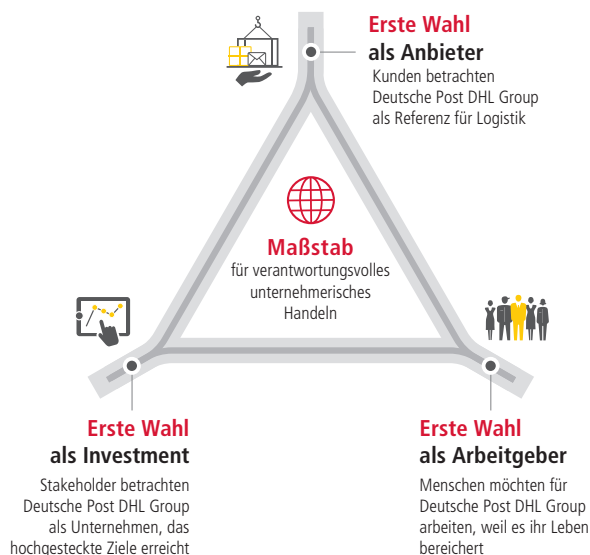 Erste Wahl
als Anbieter
Kunden betrachten
Deutsche Post DHL Group
als Referenz für Logistik
Maßstab
für verantwortungsvolles
unternehmerisches
Handeln
Erste Wahl
als Investment
Stakeholder betrachten
Deutsche Post DHL Group
als Unternehmen, das
hochgesteckte Ziele erreicht
Erste Wahl
als Arbeitgeber
Menschen möchten für
Deutsche Post DHL Group
arbeiten, weil es ihr Leben
bereichert